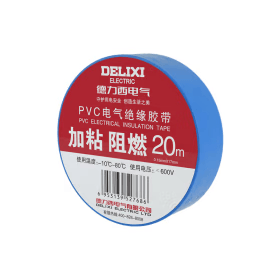 DELIXI
ELECTRIC
德力西电气
PVC电气绝缘胶带
PVC ELECTRICAL INSULATION TAPE
加粘 阻燃 20m
使用温度:-10℃~80℃ 使用电压:~600V
德力西电气有限公司
DELIXI ELECTRIC LTD